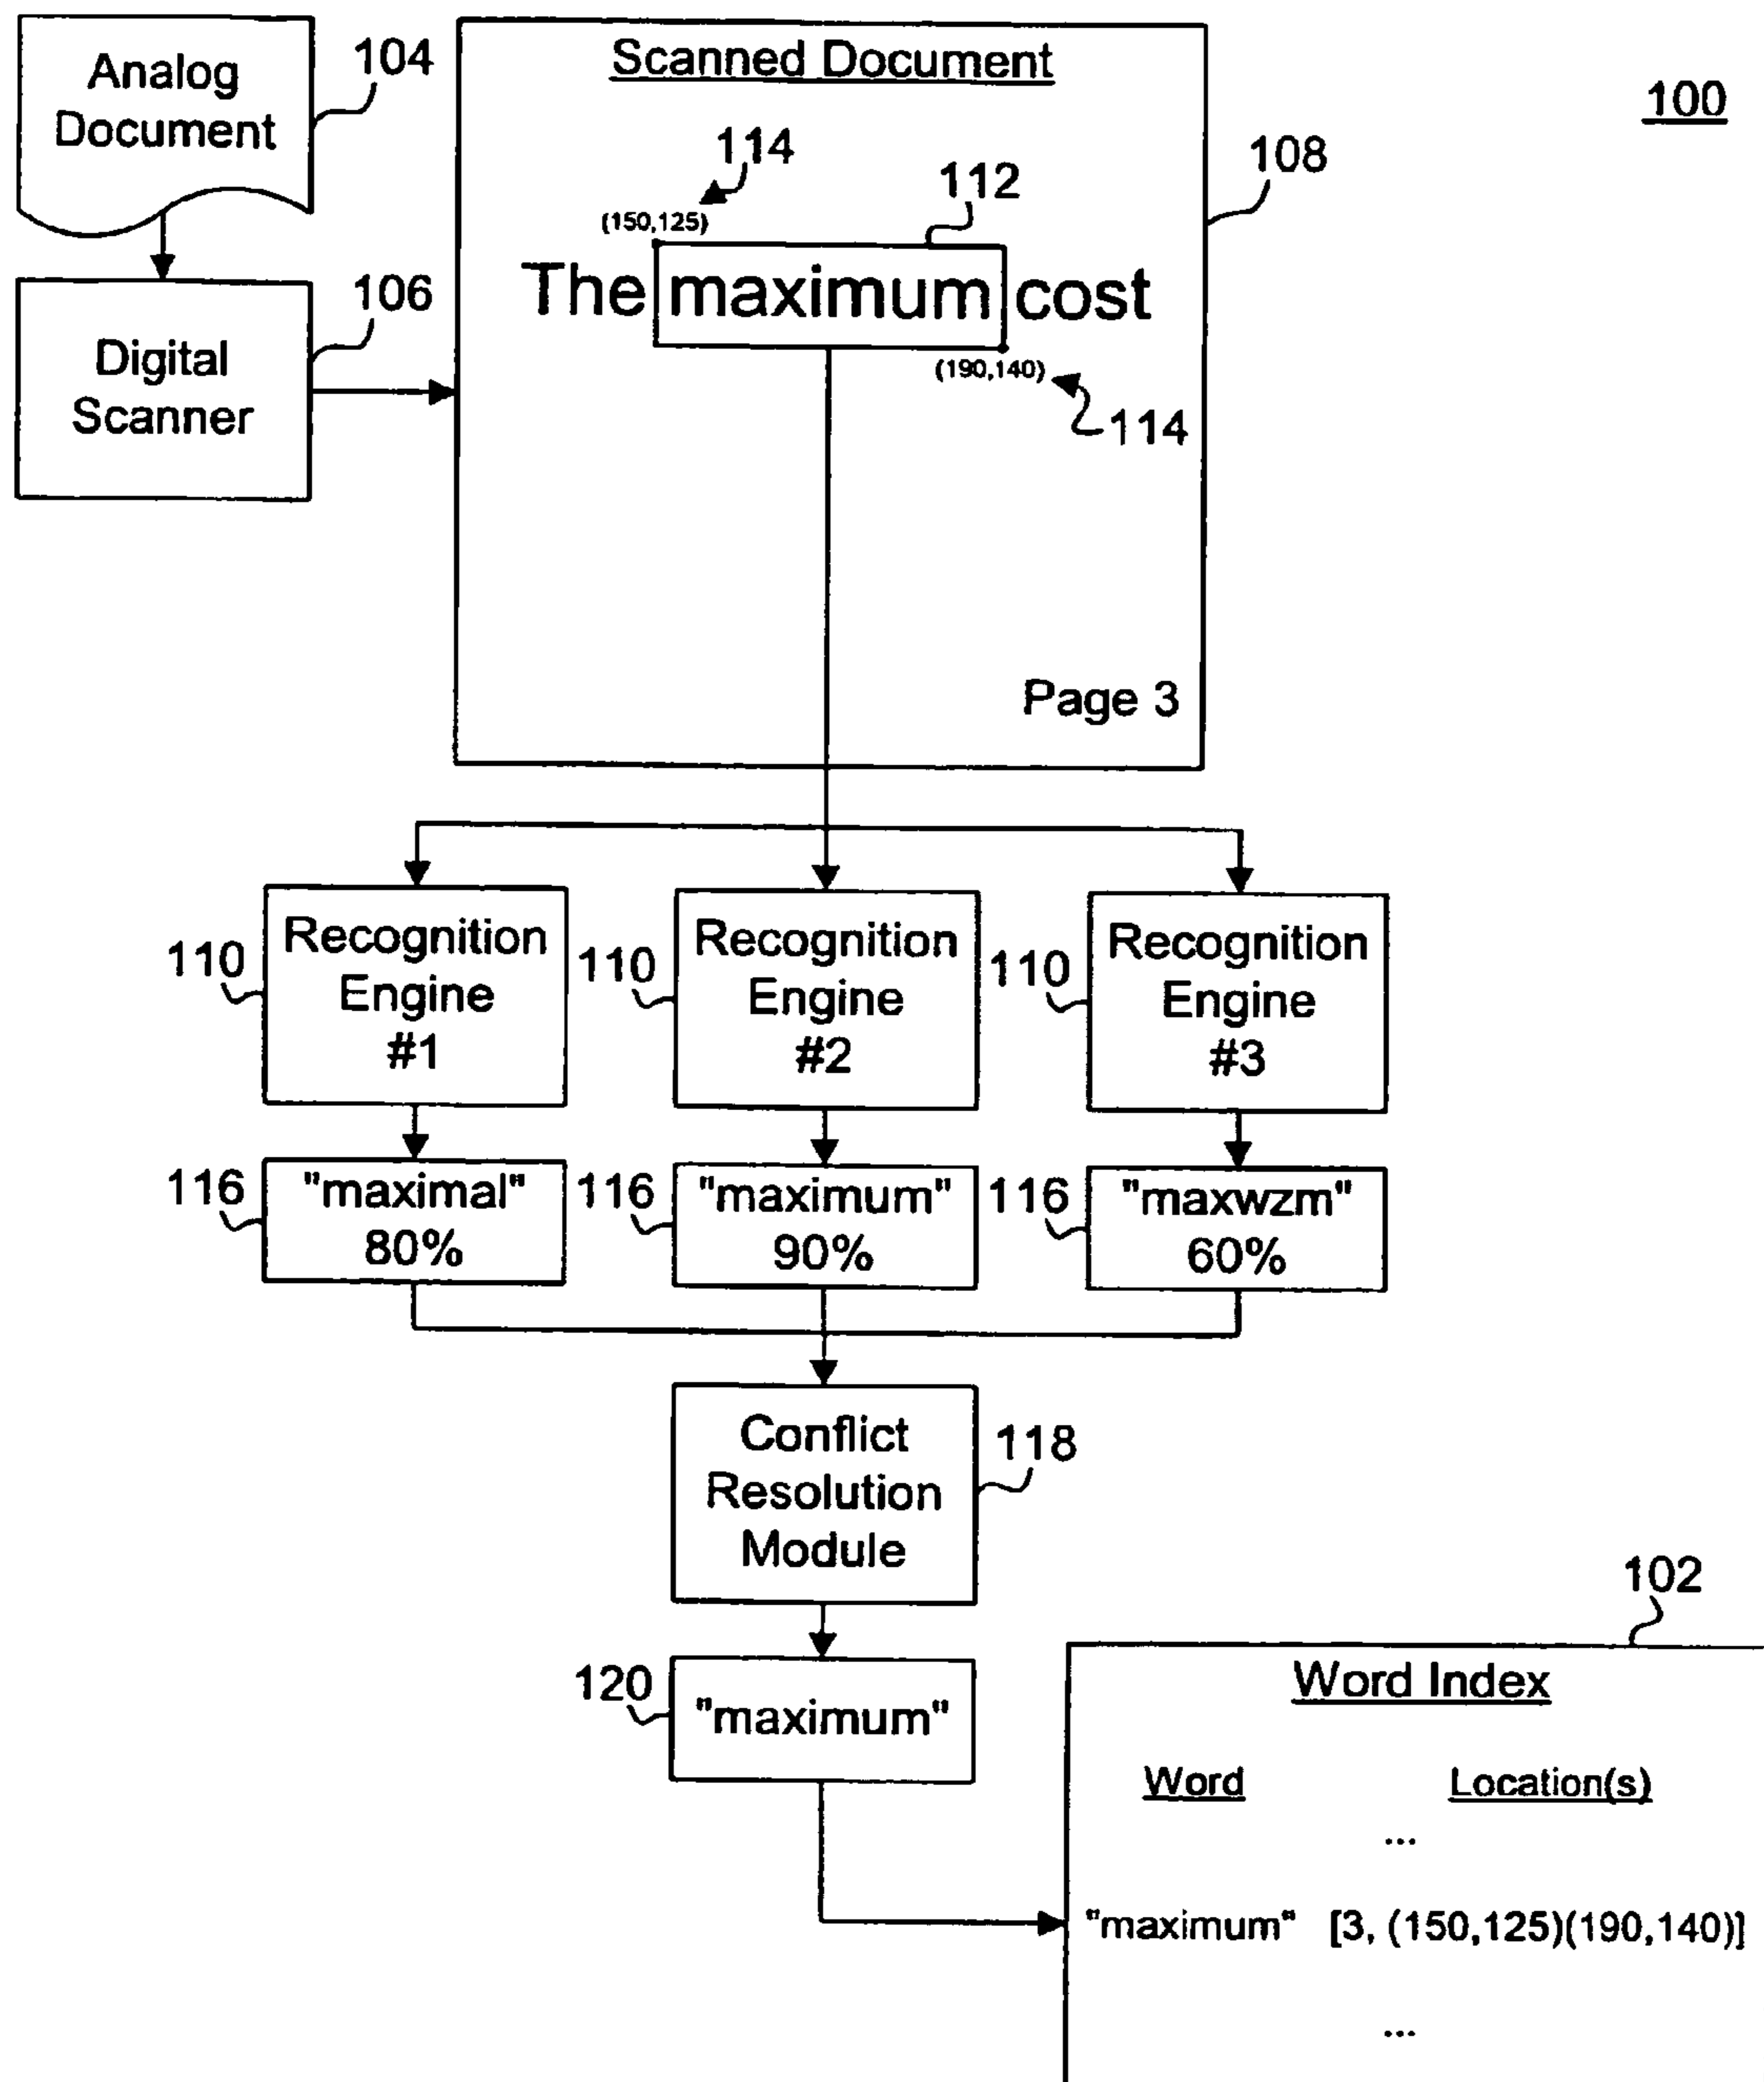 Analog
Document
104
Scanned Document
100
114
112
108
(150,125)
The maximum cost
(190,140)
114
106
Digital
Scanner
Page 3
110
Recognition
Engine
#1
110
Recognition
Engine
#2
110
Recognition
Engine
#3
116
"maximal"
80%
116
"maximum"
90%
116
"maxwzm"
60%
Conflict
Resolution
Module
118
120
"maximum"
102
Word Index
Word Location(s)
...
"maximum" [3, (150,125)(190,140)]
...